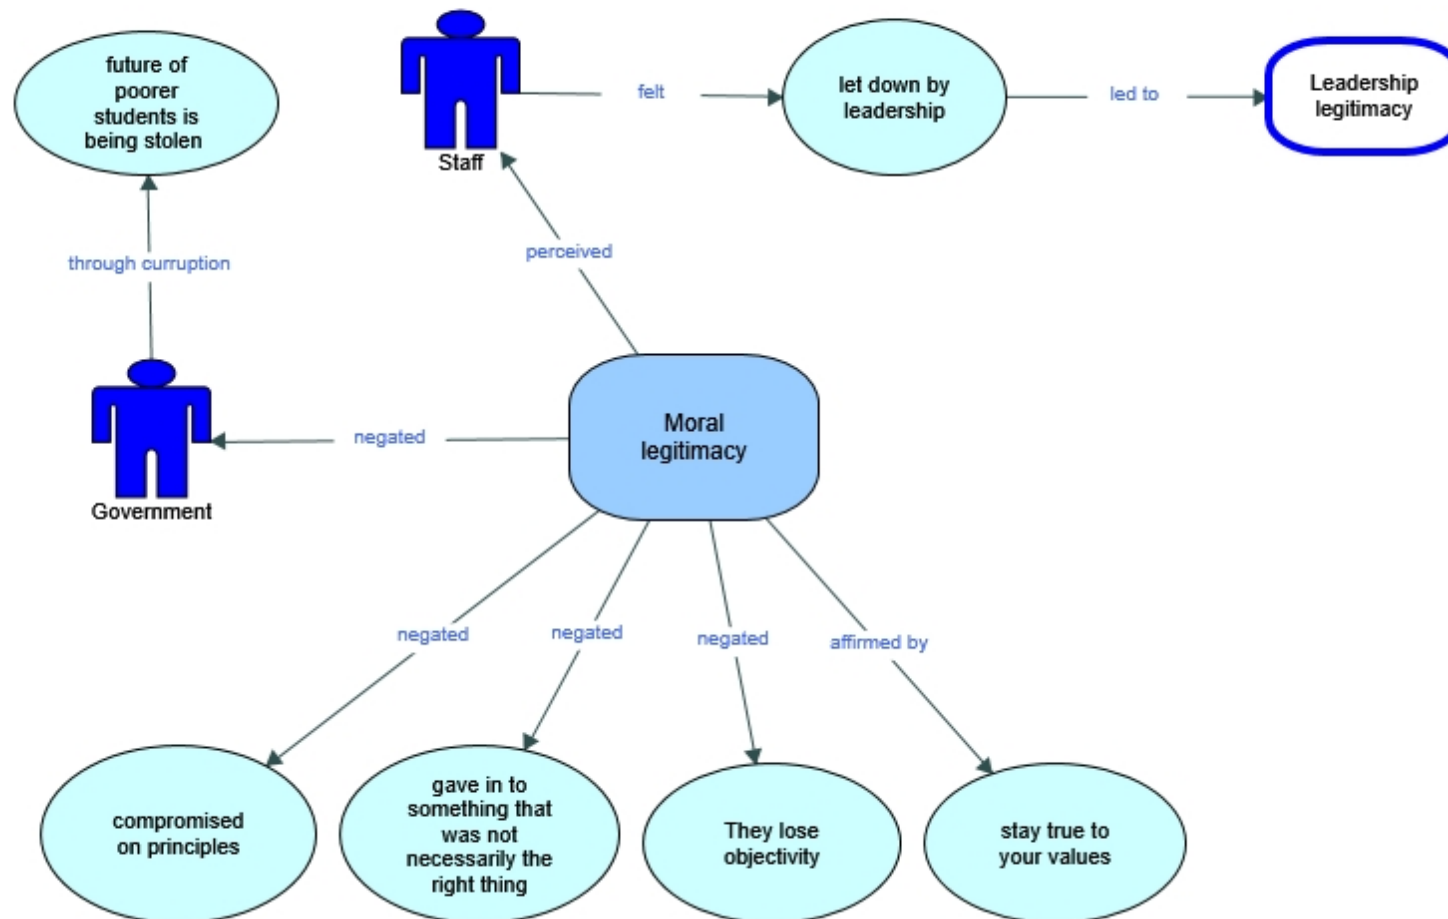 future of
poorer
students is
being stolen
Staff
felt
let down by
leadership
led to
Leadership
legitimacy
through curruption
perceived
Government
negated
Moral
legitimacy
negated
negated
negated
affirmed by
compromised
on principles
gave in to
something that
was not
necessarily the
right thing
They lose
objectivity
stay true to
your values